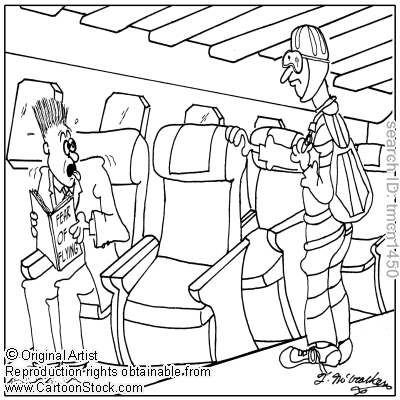 FEAR
OF
FLYING
search ID: tmcn1450
© Original Artist
Reproduction rights obtainable from
www.CartoonStock.com